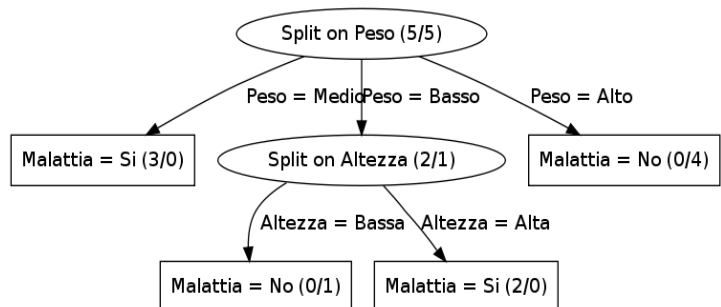 Split on Peso (5/5)
Peso = Medio
Peso = Basso
Peso = Alto
Malattia = Si (3/0)
Split on Altezza (2/1)
Malattia = No (0/4)
Altezza = Bassa
Altezza = Alta
Malattia = No (0/1)
Malattia = Si (2/0)